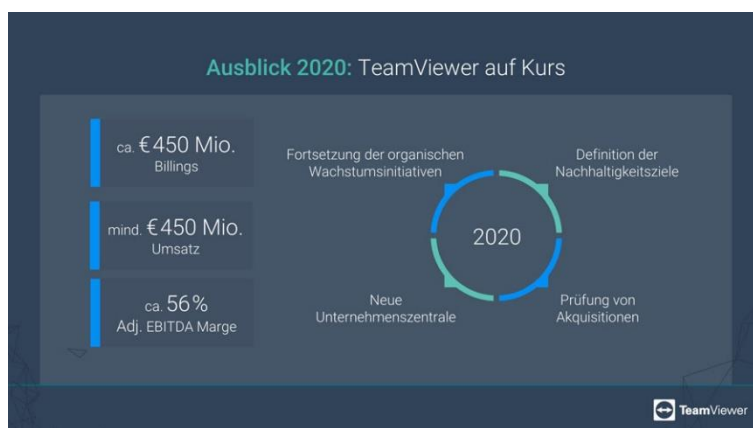 Ausblick 2020: TeamViewer auf Kurs
ca. €450 Mio.
Billings
mind. €450 Mio.
Umsatz
ca. 56%
Adj. EBITDA Marge
Fortsetzung der organischen
Wachstumsinitiativen
Definition der
Nachhaltigkeitsziele
2020
Neue
Unternehmenszentrale
Prüfung von
Akquisitionen
TeamViewer